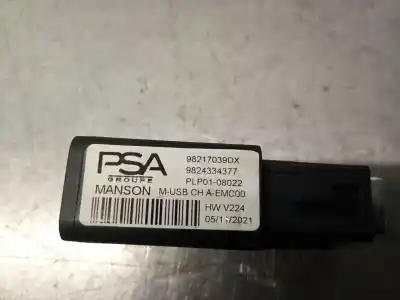 PSA
GROUPE
98217039DX
9824334377
PLP01-08022
MANSON M-USB CH A-EMC00
HW V224